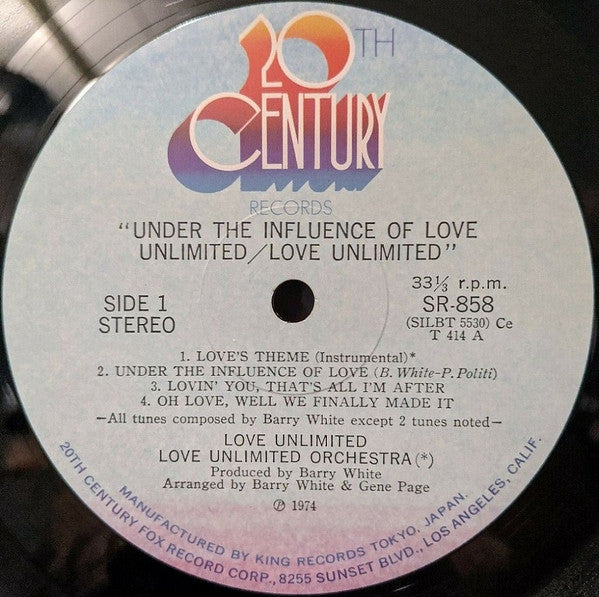 20TH
CENTURY
RECORDS
"UNDER THE INFLUENCE OF LOVE
UNLIMITED/LOVE UNLIMITED"
SIDE 1
STEREO
33⅓ r.p.m.
SR-858
(SILBT 5530) Ce
T 414 A
1. LOVE'S THEME (Instrumental)*
2. UNDER THE INFLUENCE OF LOVE (B. White-P. Politi)
3. LOVIN' YOU, THAT'S ALL I'M AFTER
4. OH LOVE, WELL WE FINALLY MADE IT
—All tunes composed by Barry White except 2 tunes noted—
LOVE UNLIMITED
LOVE UNLIMITED ORCHESTRA(*)
Produced by Barry White
Arranged by Barry White & Gene Page
℗ 1974
MANUFACTURED BY KING RECORDS TOKYO, JAPAN.
20TH CENTURY FOX RECORD CORP., 8255 SUNSET BLVD., LOS ANGELES, CALIF.